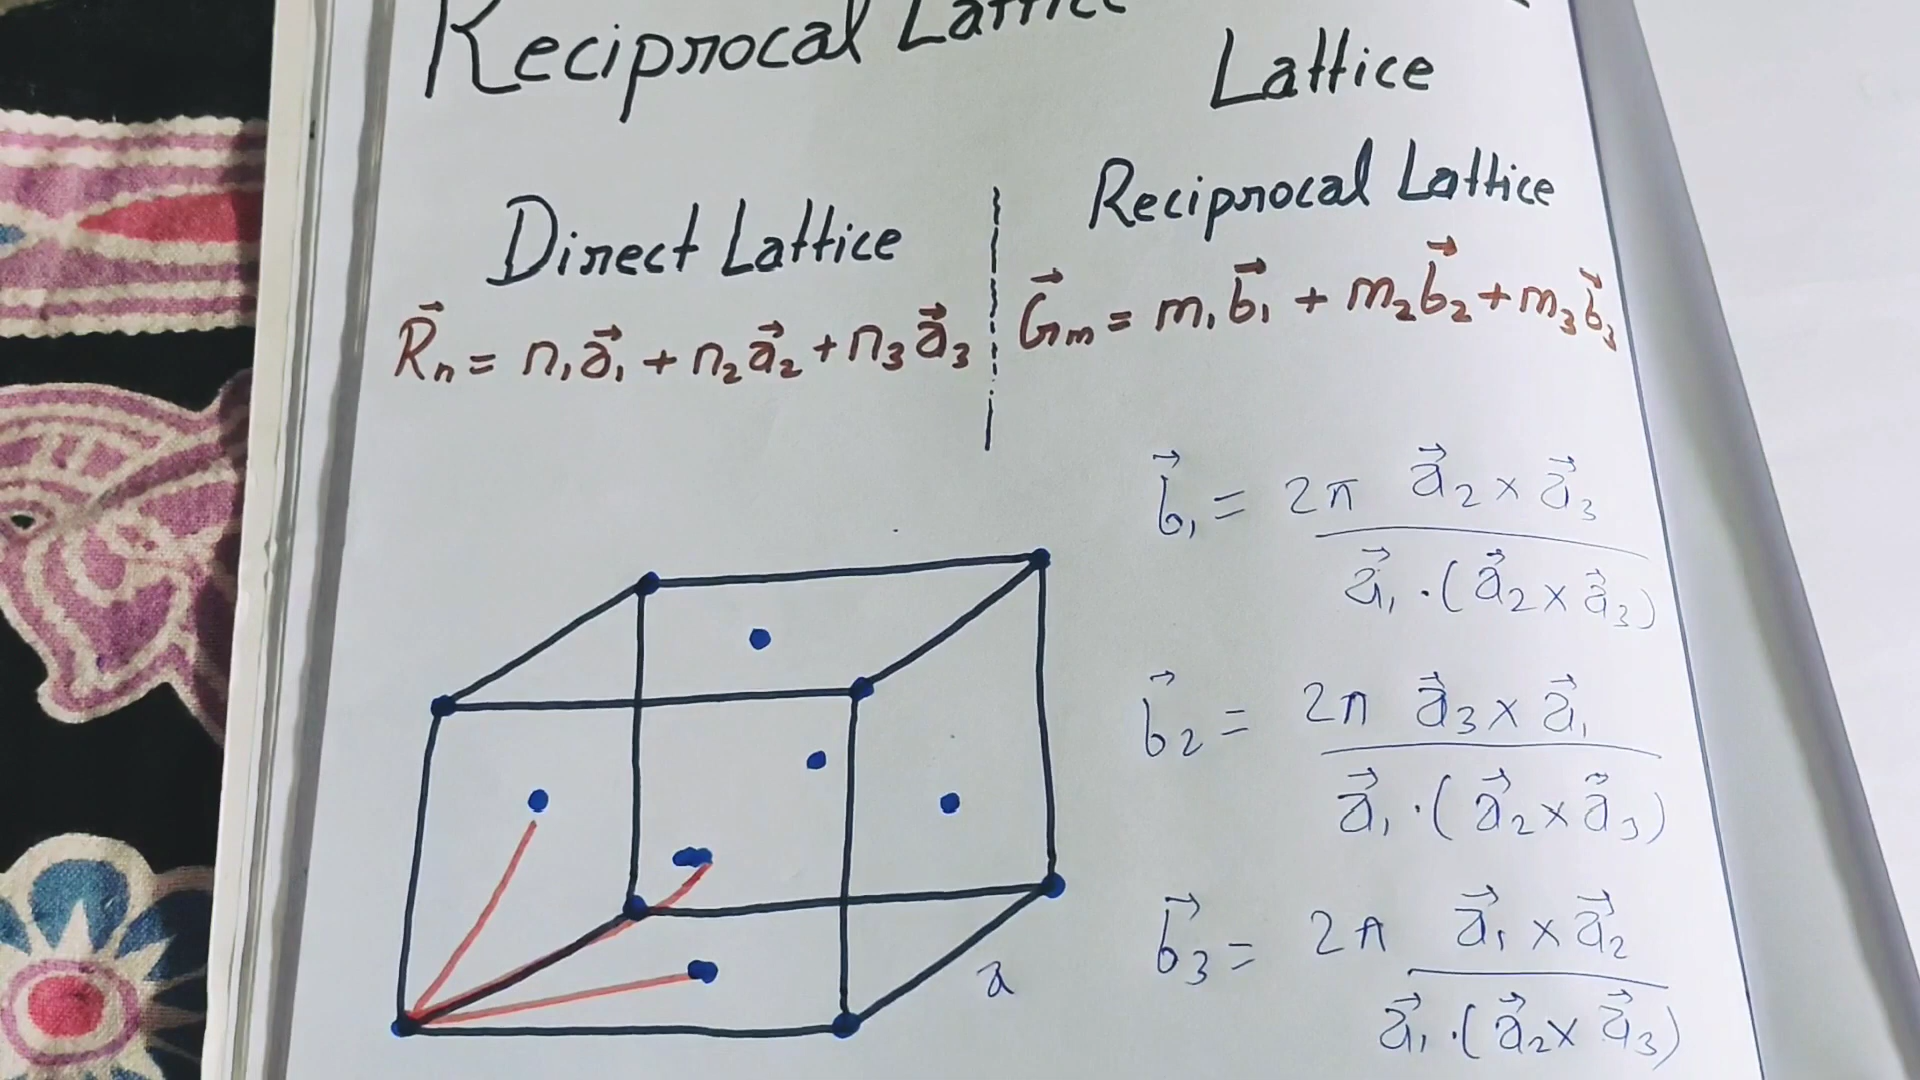 Reciprocal Lattice
Lattice
Direct Lattice
Reciprocal Lattice
R⃗n = n₁a⃗₁ + n₂a⃗₂ + n₃a⃗₃
G⃗m = m₁b⃗₁ + m₂b⃗₂ + m₃b⃗₃
b⃗₁ = 2π a⃗₂ × a⃗₃
a⃗₁ · (a⃗₂ × a⃗₃)
b⃗₂ = 2π a⃗₃ × a⃗₁
a⃗₁ · (a⃗₂ × a⃗₃)
b⃗₃ = 2π a⃗₁ × a⃗₂
a⃗₁ · (a⃗₂ × a⃗₃)
a